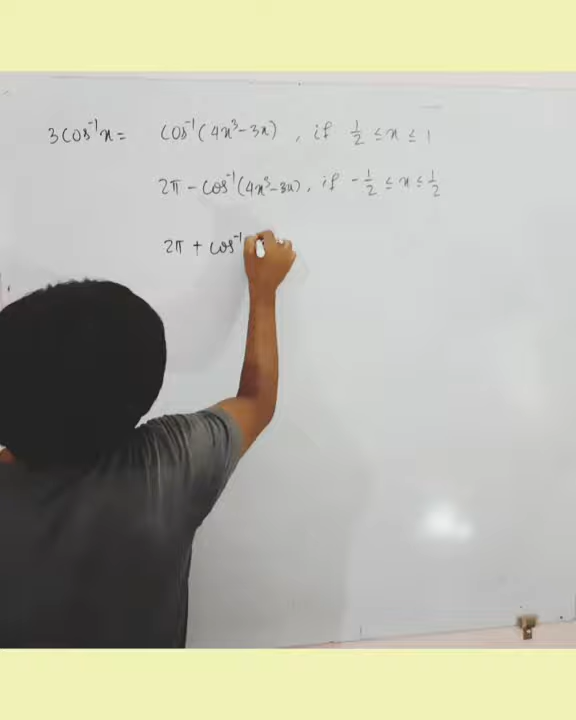 3cos⁻¹x = cos⁻¹(4x³-3x), if 1/2 ≤ x ≤ 1
2π - cos⁻¹(4x³-3x), if -1/2 ≤ x ≤ 1/2
2π + cos⁻¹